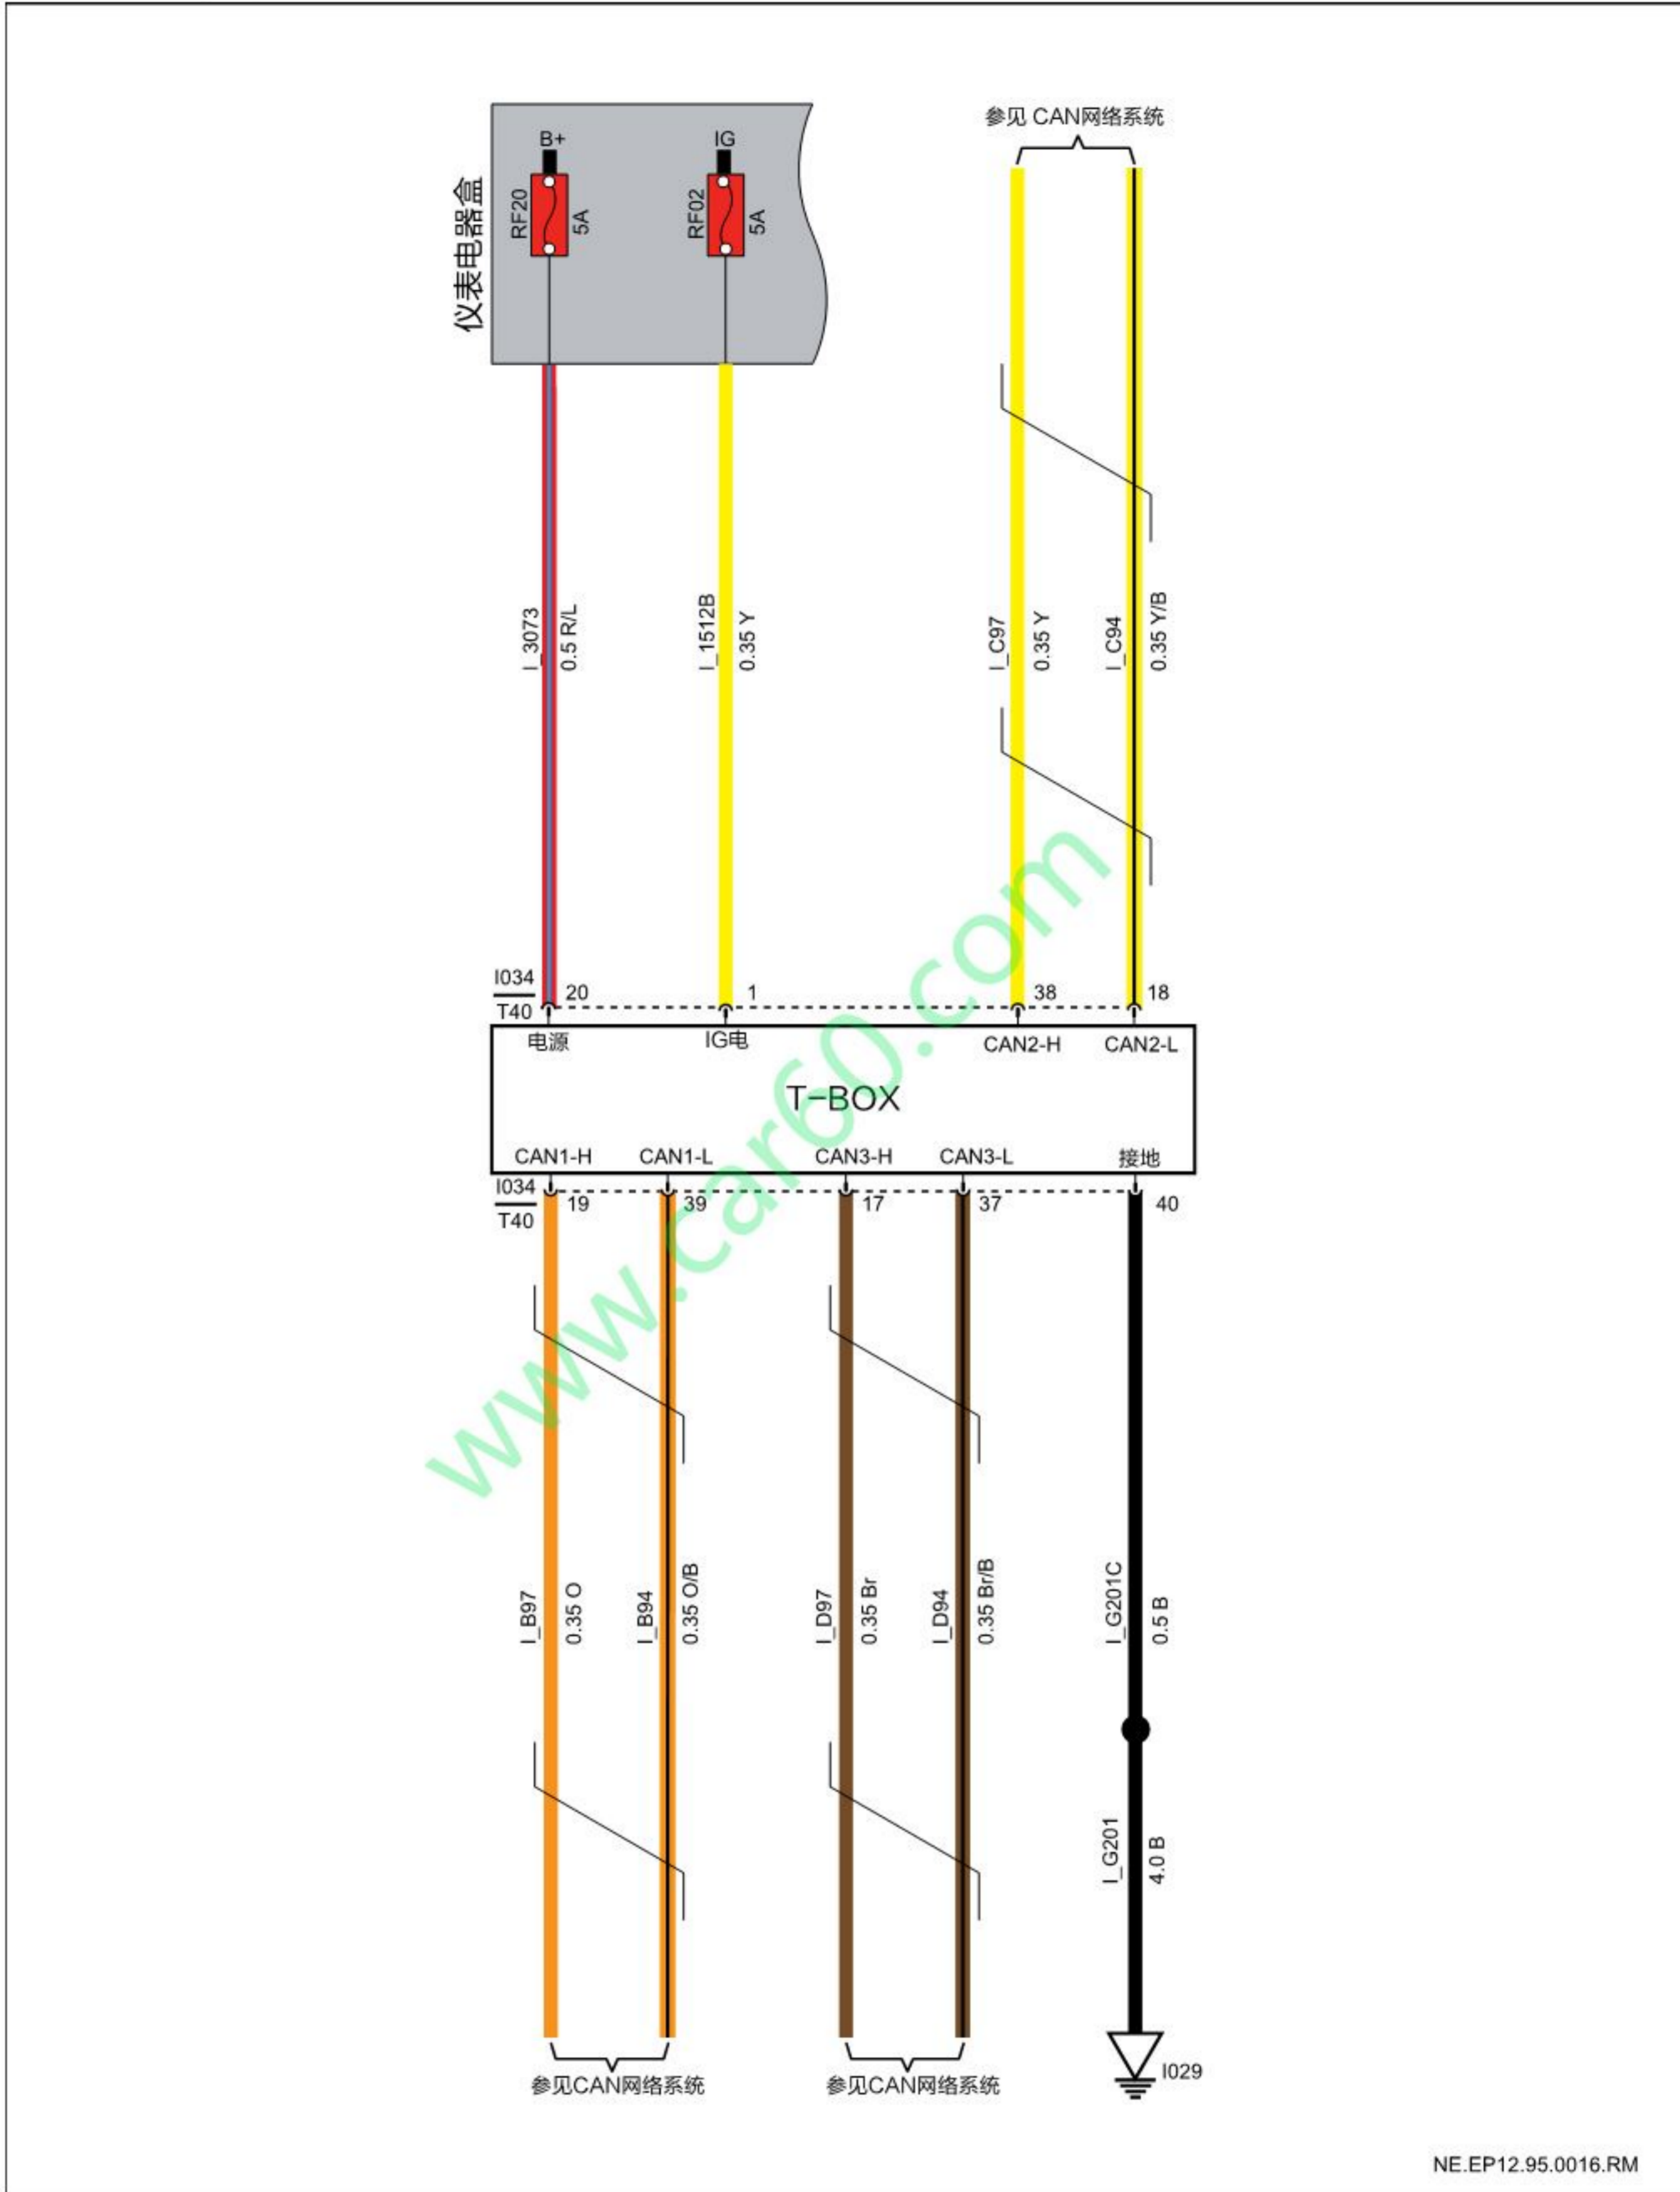 仪表电器盒
B+
IG
RF20
5A
RF02
5A
参见 CAN网络系统
I_3073
0.5 R/L
I_1512B
0.35 Y
I_C97
0.35 Y
I_C94
0.35 Y/B
I034
T40
20
1
38
18
电源
IG电
CAN2-H
CAN2-L
T-BOX
CAN1-H
CAN1-L
CAN3-H
CAN3-L
接地
I034
T40
19
39
17
37
40
I_B97
0.35 O
I_B94
0.35 O/B
I_D97
0.35 Br
I_D94
0.35 Br/B
I_G201C
0.5 B
I_G201
4.0 B
参见CAN网络系统
参见CAN网络系统
I029
www.car60.com
NE.EP12.95.0016.RM